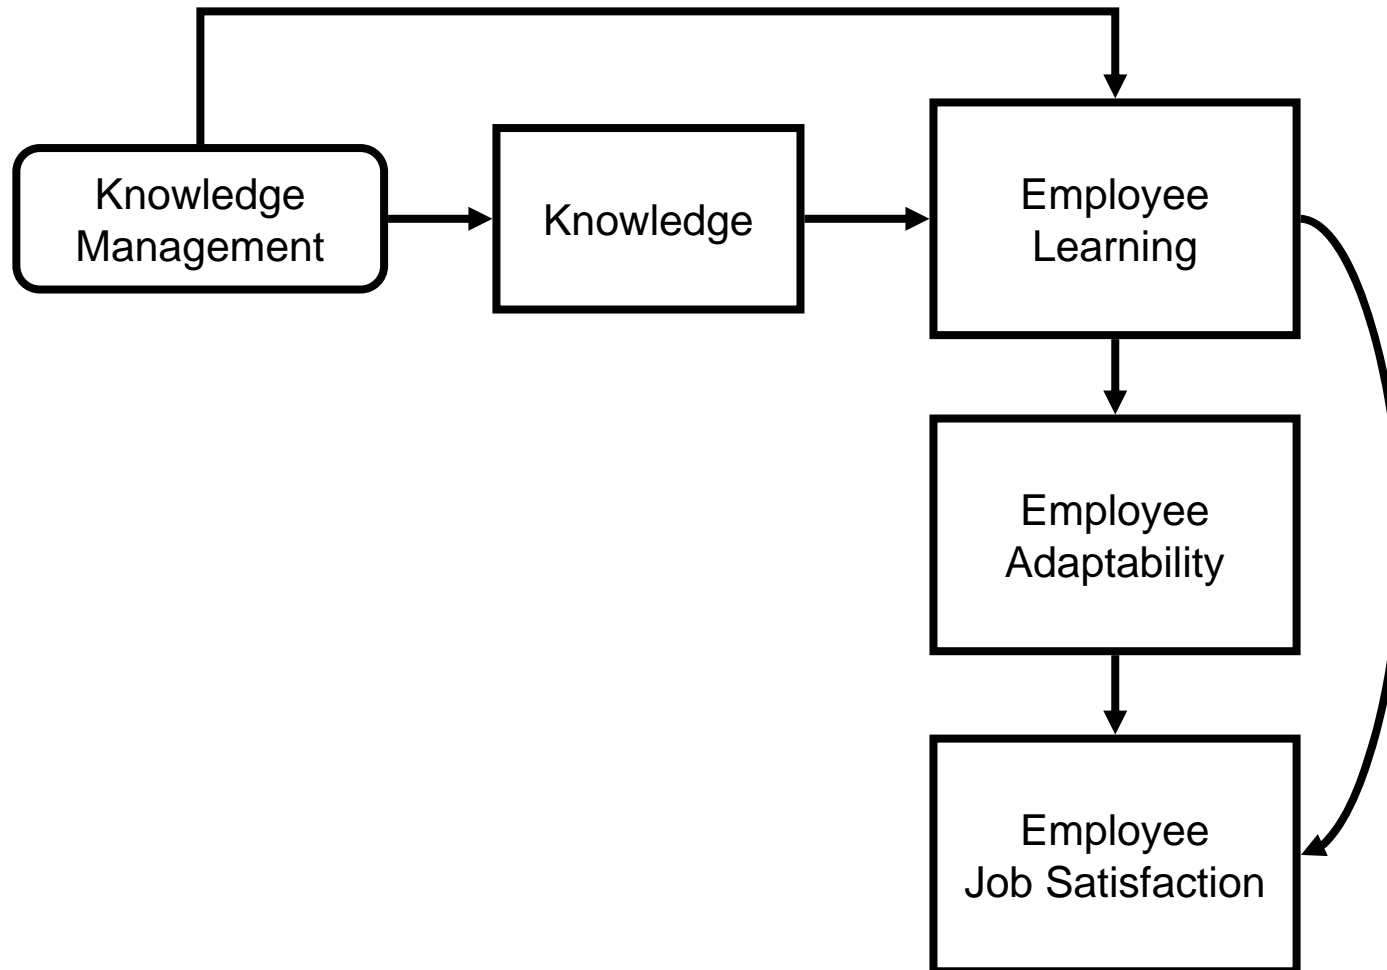 Knowledge
Management
Knowledge
Employee
Learning
Employee
Adaptability
Employee
Job Satisfaction